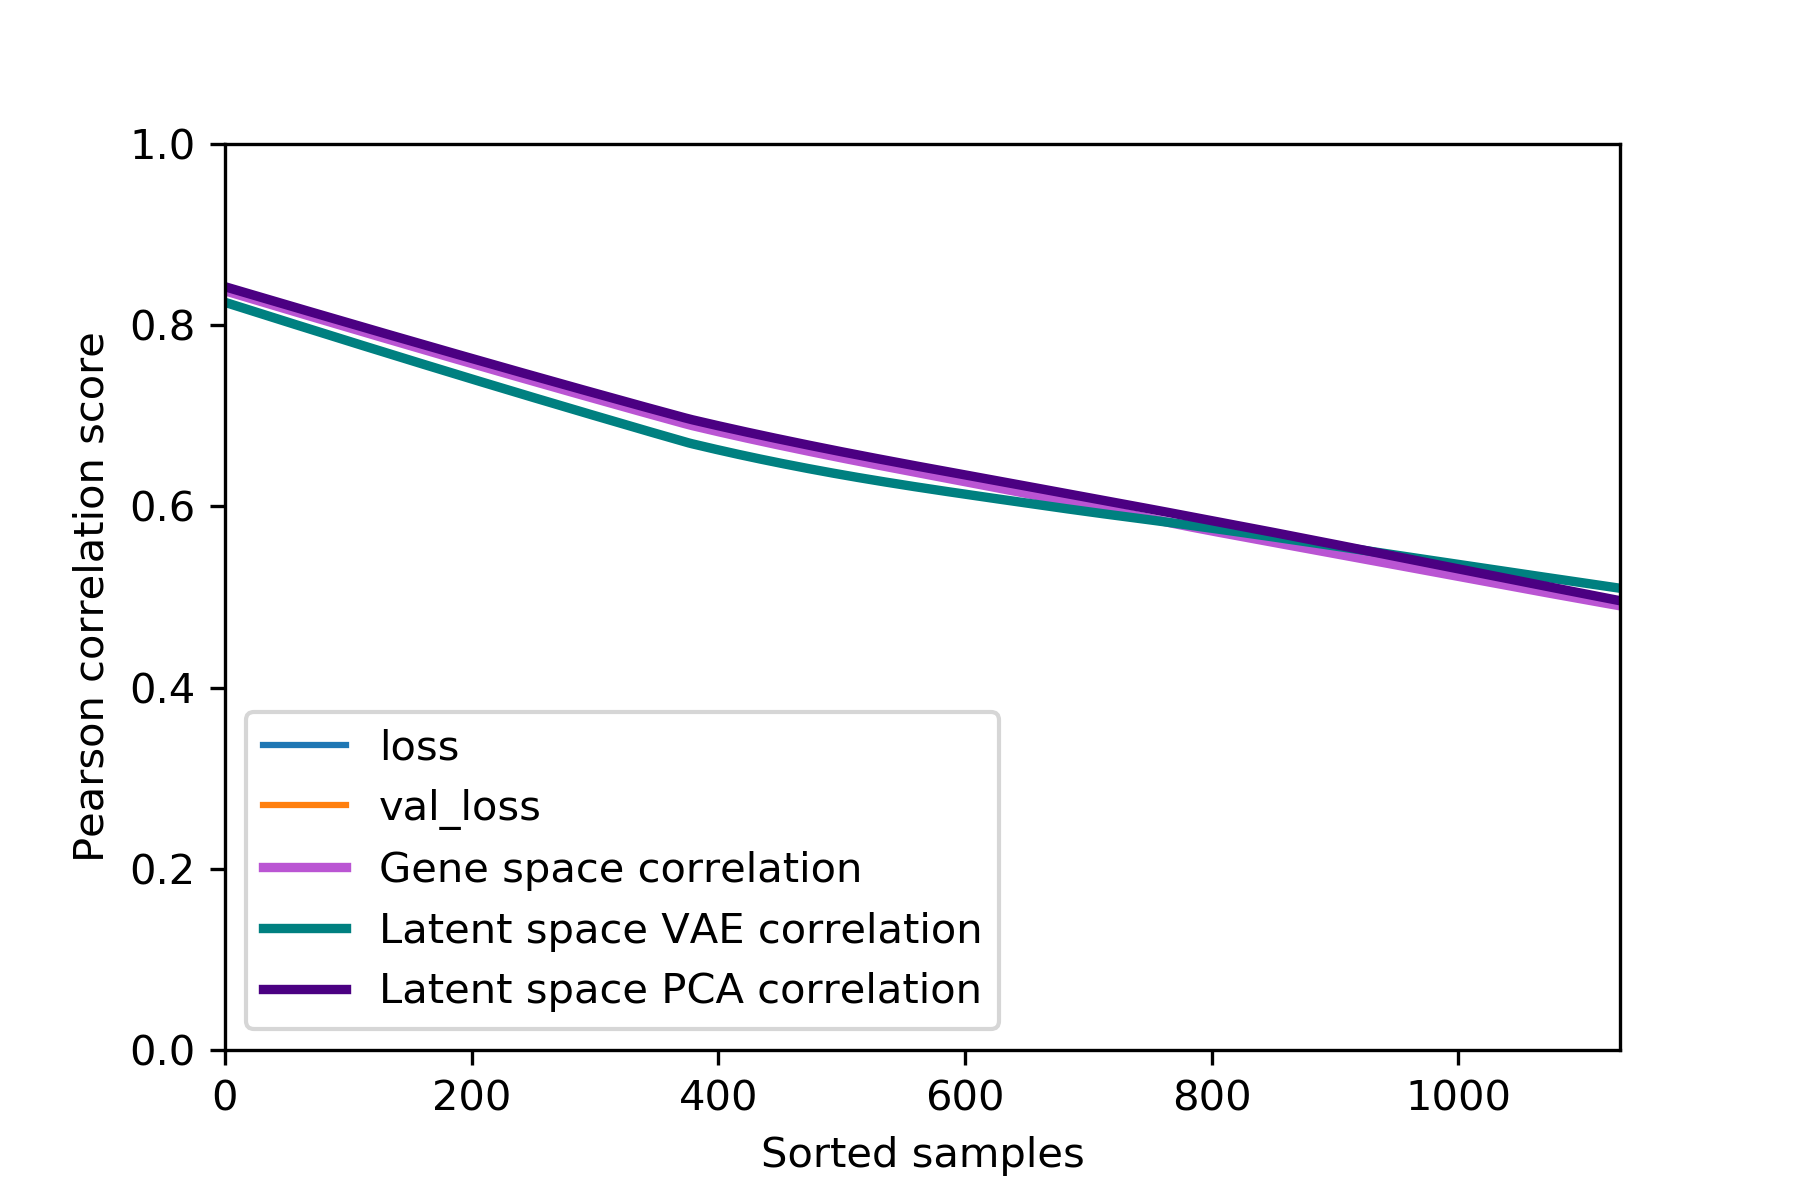 1.0
0.8
0.6
0.4
0.2
0.0
Pearson correlation score
loss
val_loss
Gene space correlation
Latent space VAE correlation
Latent space PCA correlation
0 200 400 600 800 1000
Sorted samples